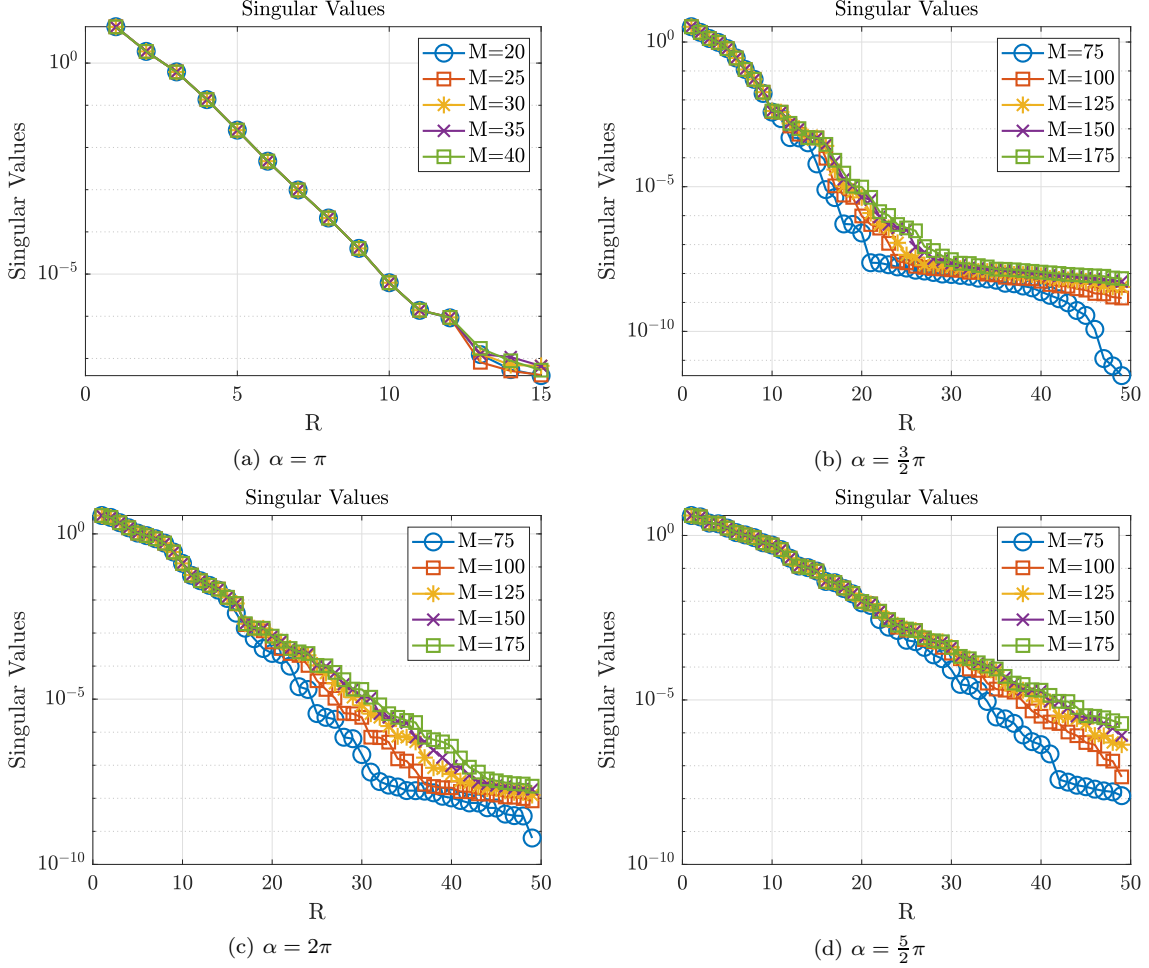 Singular Values
Singular Values
10^0
10^-5
0 5 10 15
R
M=20
M=25
M=30
M=35
M=40
(a) α = π
Singular Values
Singular Values
10^0
10^-5
10^-10
0 10 20 30 40 50
R
M=75
M=100
M=125
M=150
M=175
(b) α = 3/2 π
Singular Values
Singular Values
10^0
10^-5
10^-10
0 10 20 30 40 50
R
M=75
M=100
M=125
M=150
M=175
(c) α = 2π
Singular Values
Singular Values
10^0
10^-5
10^-10
0 10 20 30 40 50
R
M=75
M=100
M=125
M=150
M=175
(d) α = 5/2 π